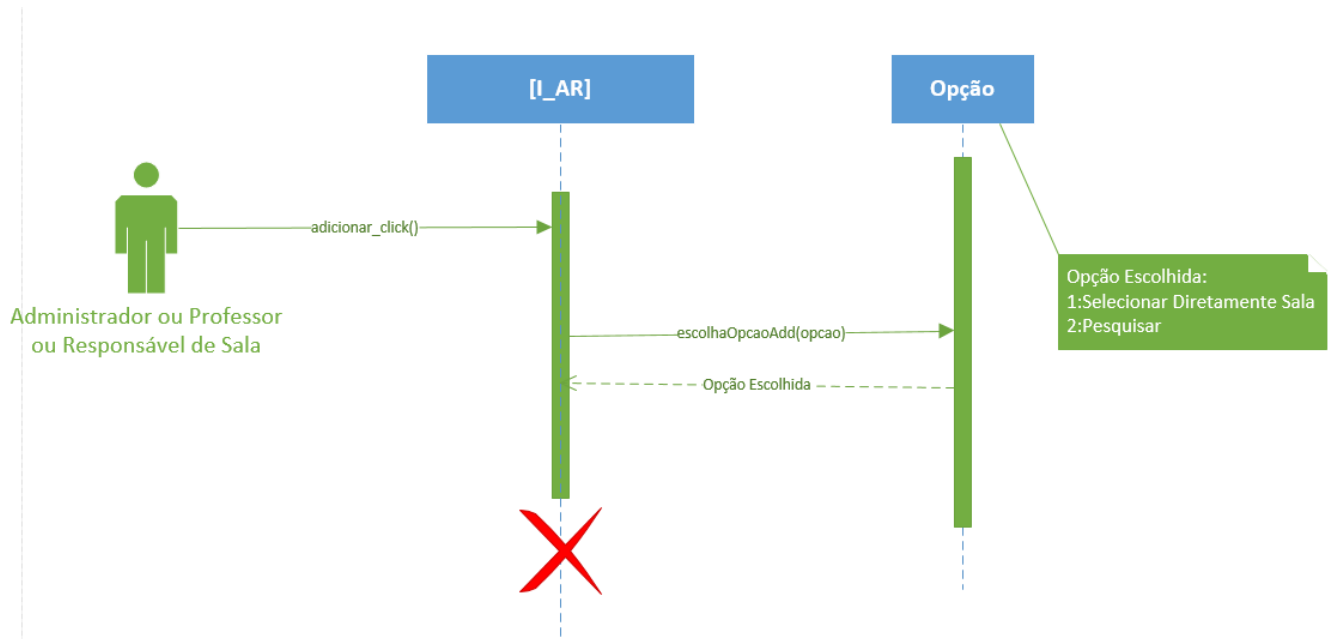 [I_AR]
Opção
adicionar_click()
Administrador ou Professor
ou Responsável de Sala
Opção Escolhida:
1:Selecionar Diretamente Sala
2:Pesquisar
escolhaOpcaoAdd(opcao)
Opção Escolhida